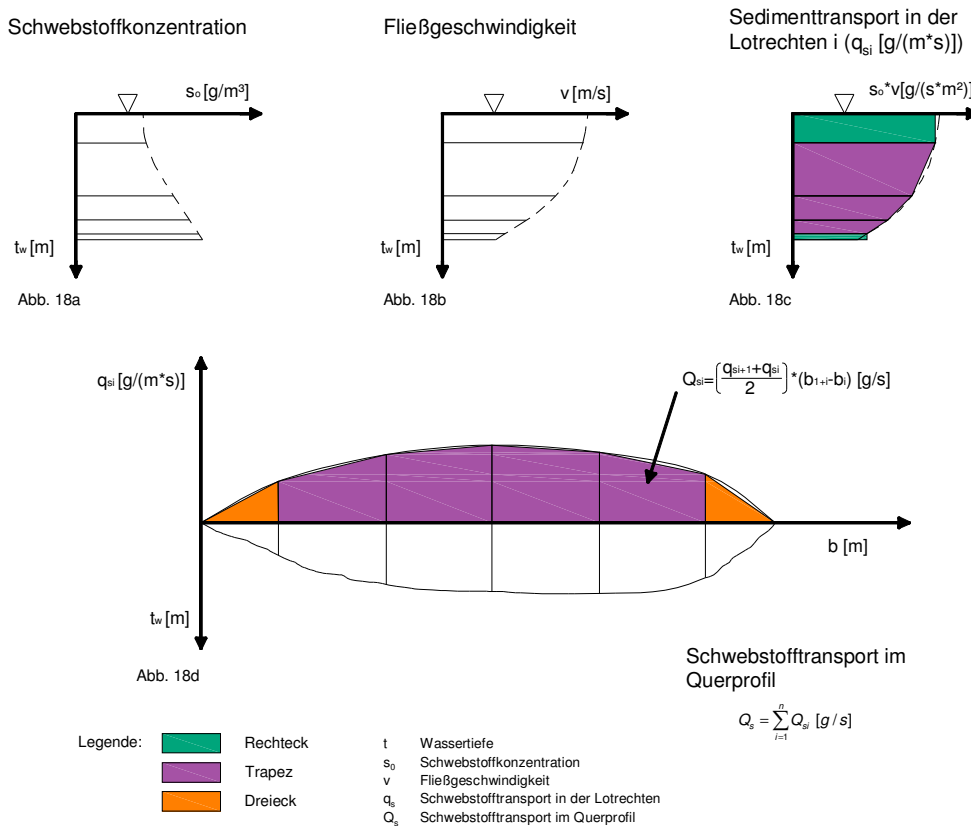 Schwebstoffkonzentration
Fließgeschwindigkeit
Sedimenttransport in der
Lotrechten i (qsi [g/(m*s)])
so [g/m³]
v [m/s]
so*v[g/(s*m²)]
tw [m]
tw [m]
tw [m]
Abb. 18a
Abb. 18b
Abb. 18c
qsi [g/(m*s)]
Qsi=((qsi+1+qsi)/2)*(b1+i-bi) [g/s]
b [m]
tw [m]
Abb. 18d
Schwebstofftransport im
Querprofil
Qs = ∑ i=1 n Qsi [g/s]
Legende:
Rechteck
Trapez
Dreieck
t Wassertiefe
s0 Schwebstoffkonzentration
v Fließgeschwindigkeit
qs Schwebstofftransport in der Lotrechten
Qs Schwebstofftransport im Querprofil